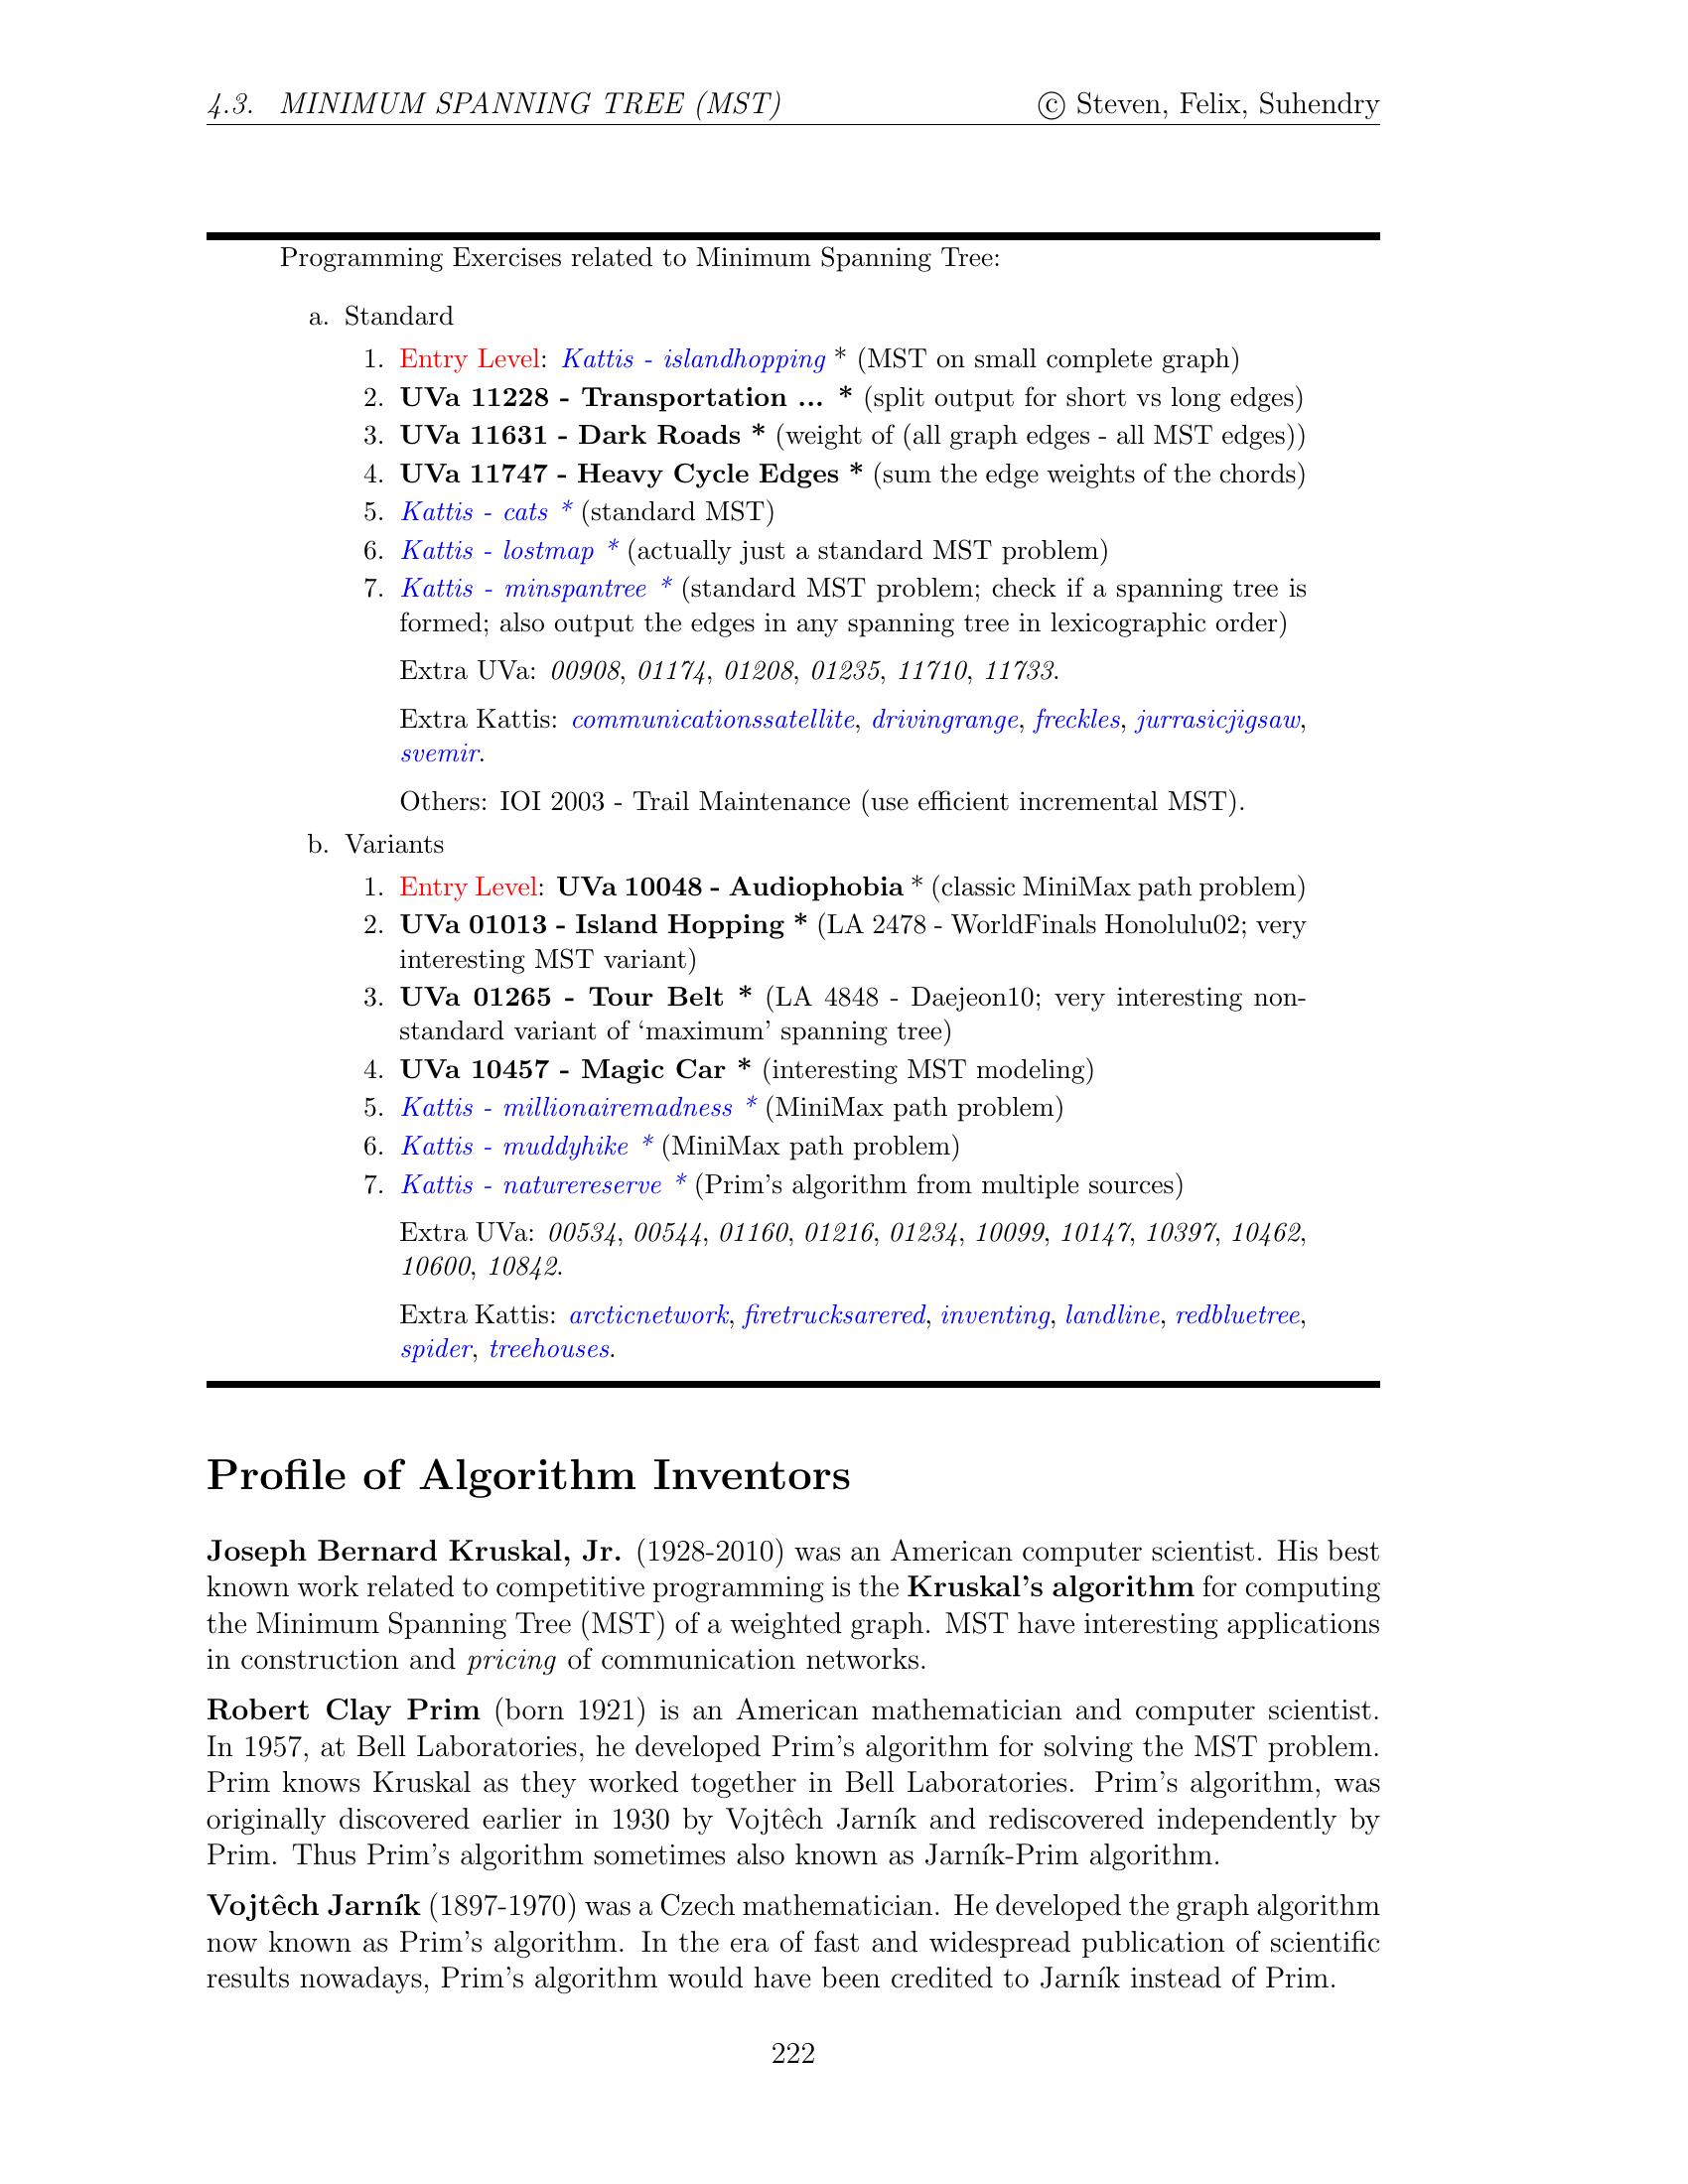 4.3. MINIMUM SPANNING TREE (MST) © Steven, Felix, Suhendry
Programming Exercises related to Minimum Spanning Tree:
a. Standard
1. Entry Level: Kattis - islandhopping * (MST on small complete graph)
2. UVa 11228 - Transportation ... * (split output for short vs long edges)
3. UVa 11631 - Dark Roads * (weight of (all graph edges - all MST edges))
4. UVa 11747 - Heavy Cycle Edges * (sum the edge weights of the chords)
5. Kattis - cats * (standard MST)
6. Kattis - lostmap * (actually just a standard MST problem)
7. Kattis - minspantree * (standard MST problem; check if a spanning tree is
formed; also output the edges in any spanning tree in lexicographic order)
Extra UVa: 00908, 01174, 01208, 01235, 11710, 11733.
Extra Kattis: communicationssatellite, drivingrange, freckles, jurrasicjigsaw,
svemir.
Others: IOI 2003 - Trail Maintenance (use efficient incremental MST).
b. Variants
1. Entry Level: UVa 10048 - Audiophobia * (classic MiniMax path problem)
2. UVa 01013 - Island Hopping * (LA 2478 - WorldFinals Honolulu02; very
interesting MST variant)
3. UVa 01265 - Tour Belt * (LA 4848 - Daejeon10; very interesting non-
standard variant of ‘maximum’ spanning tree)
4. UVa 10457 - Magic Car * (interesting MST modeling)
5. Kattis - millionairemadness * (MiniMax path problem)
6. Kattis - muddyhike * (MiniMax path problem)
7. Kattis - naturereserve * (Prim’s algorithm from multiple sources)
Extra UVa: 00534, 00544, 01160, 01216, 01234, 10099, 10147, 10397, 10462,
10600, 10842.
Extra Kattis: arcticnetwork, firetrucksarered, inventing, landline, redbluetree,
spider, treehouses.
Profile of Algorithm Inventors
Joseph Bernard Kruskal, Jr. (1928-2010) was an American computer scientist. His best
known work related to competitive programming is the Kruskal’s algorithm for computing
the Minimum Spanning Tree (MST) of a weighted graph. MST have interesting applications
in construction and pricing of communication networks.
Robert Clay Prim (born 1921) is an American mathematician and computer scientist.
In 1957, at Bell Laboratories, he developed Prim’s algorithm for solving the MST problem.
Prim knows Kruskal as they worked together in Bell Laboratories. Prim’s algorithm, was
originally discovered earlier in 1930 by Vojtêch Jarník and rediscovered independently by
Prim. Thus Prim’s algorithm sometimes also known as Jarník-Prim algorithm.
Vojtêch Jarník (1897-1970) was a Czech mathematician. He developed the graph algorithm
now known as Prim’s algorithm. In the era of fast and widespread publication of scientific
results nowadays, Prim’s algorithm would have been credited to Jarník instead of Prim.
222